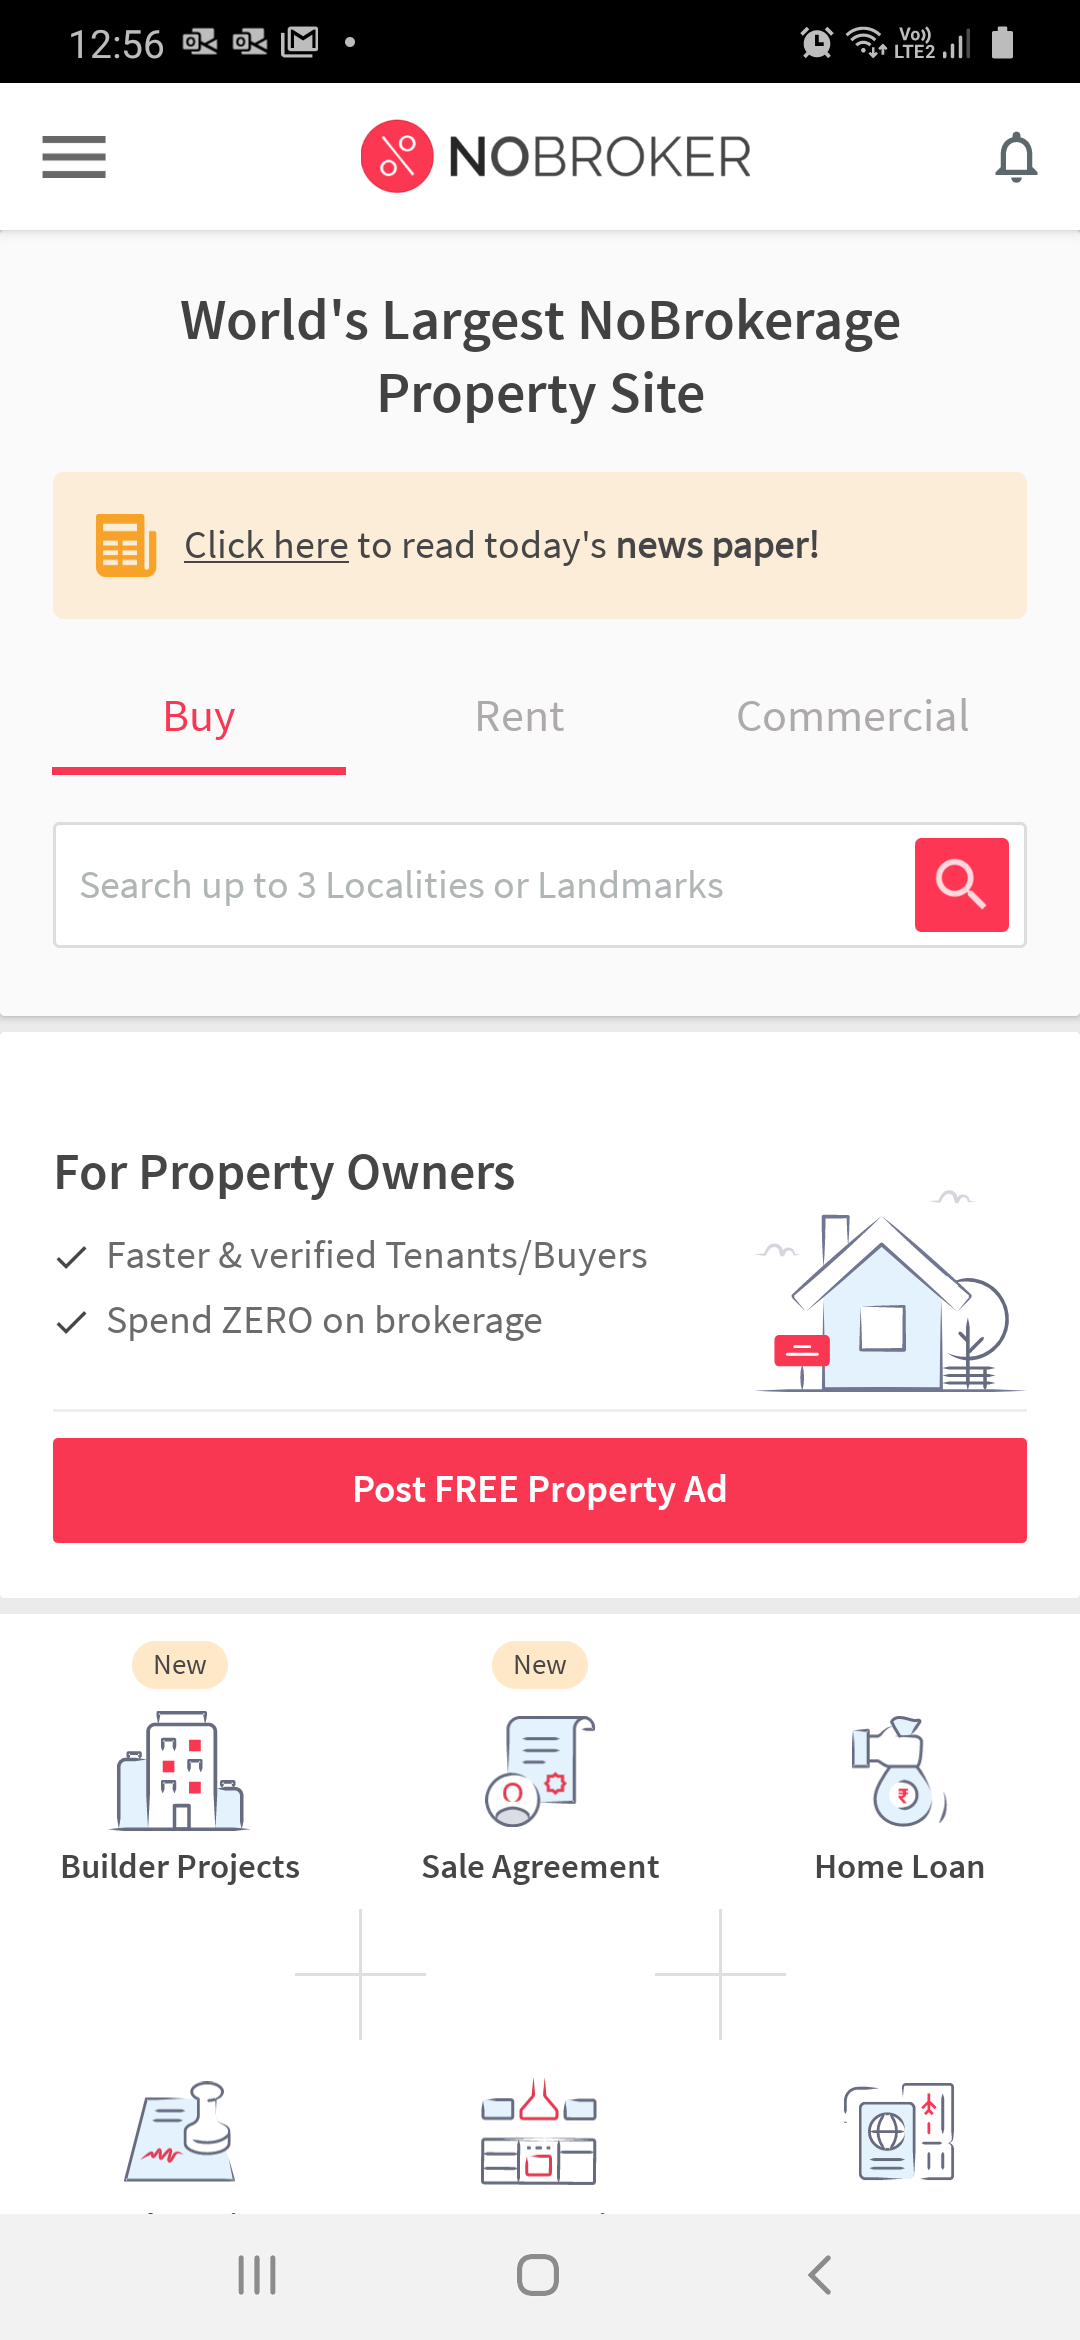 12:56
Vo))
LTE2
NOBROKER
World's Largest NoBrokerage
Property Site
Click here to read today's news paper!
Buy Rent Commercial
Search up to 3 Localities or Landmarks
For Property Owners
Faster & verified Tenants/Buyers
Spend ZERO on brokerage
Post FREE Property Ad
New New
Builder Projects Sale Agreement Home Loan